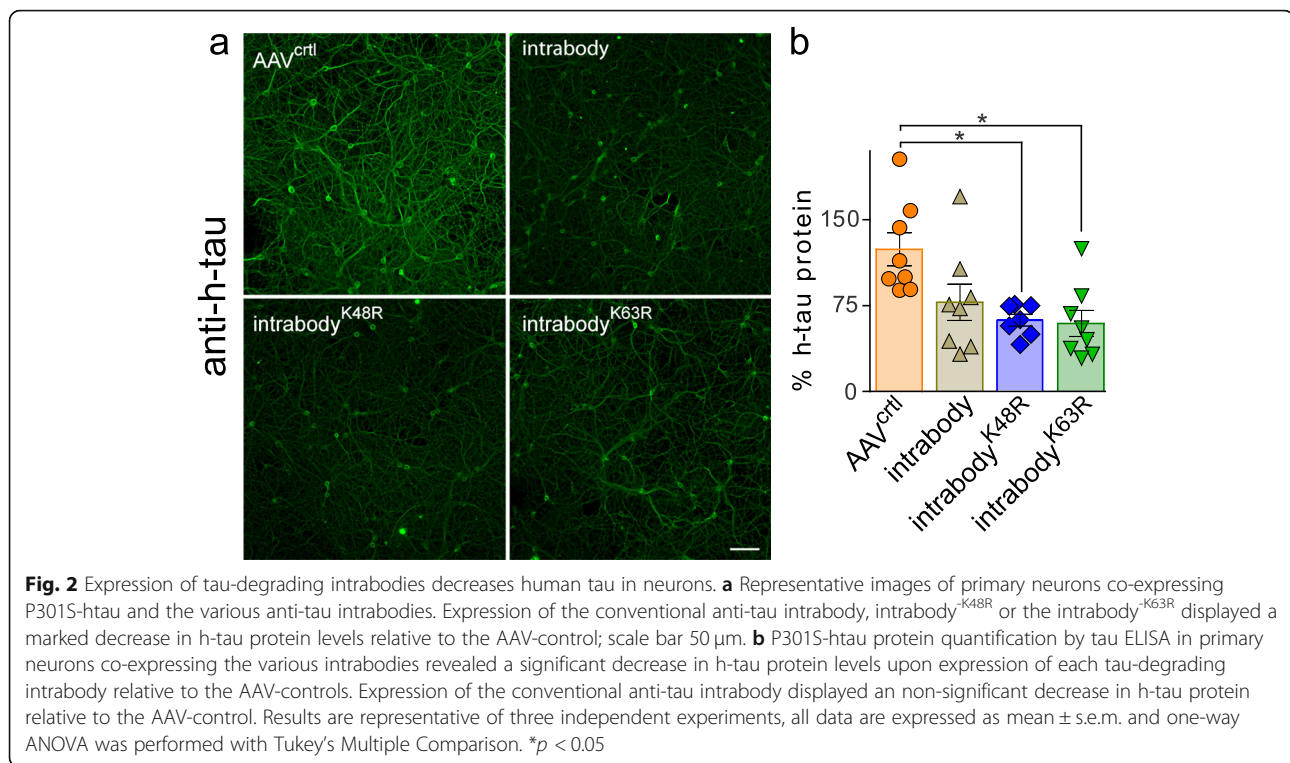 a
b
anti-h-tau
AAVcrtl
intrabody
intrabodyK48R
intrabodyK63R
% h-tau protein
150
75
0
*
*
AAVcrtl
intrabody
intrabodyK48R
intrabodyK63R
Fig. 2 Expression of tau-degrading intrabodies decreases human tau in neurons. a Representative images of primary neurons co-expressing
P301S-htau and the various anti-tau intrabodies. Expression of the conventional anti-tau intrabody, intrabody-K48R or the intrabody-K63R displayed a
marked decrease in h-tau protein levels relative to the AAV-control; scale bar 50 μm. b P301S-htau protein quantification by tau ELISA in primary
neurons co-expressing the various intrabodies revealed a significant decrease in h-tau protein levels upon expression of each tau-degrading
intrabody relative to the AAV-controls. Expression of the conventional anti-tau intrabody displayed an non-significant decrease in h-tau protein
relative to the AAV-control. Results are representative of three independent experiments, all data are expressed as mean ± s.e.m. and one-way
ANOVA was performed with Tukey's Multiple Comparison. *p < 0.05